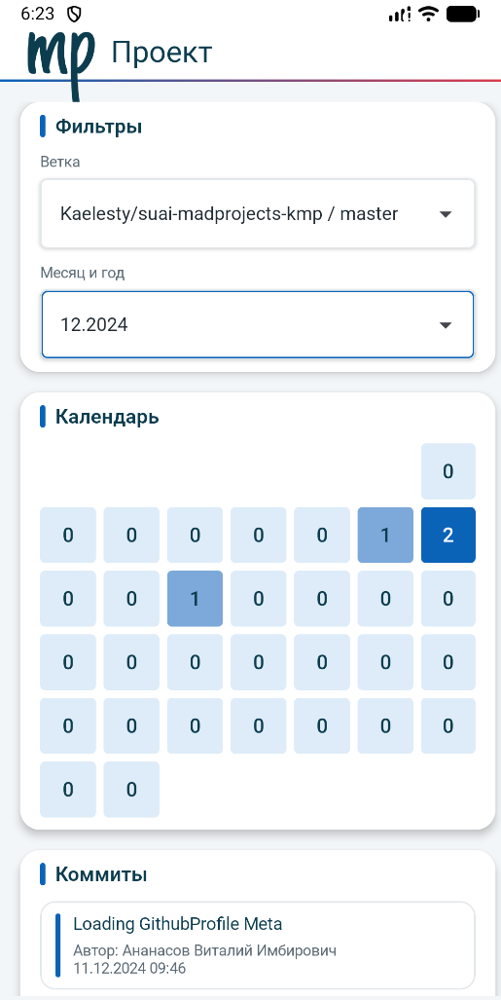 6:23
mp Проект
Фильтры
Ветка
Kaelesty/suai-madprojects-kmp / master
Месяц и год
12.2024
Календарь
0
0 0 0 0 0 1 2
0 0 1 0 0 0 0
0 0 0 0 0 0 0
0 0 0 0 0 0 0
0 0
Коммиты
Loading GithubProfile Meta
Автор: Ананасов Виталий Имбирович
11.12.2024 09:46